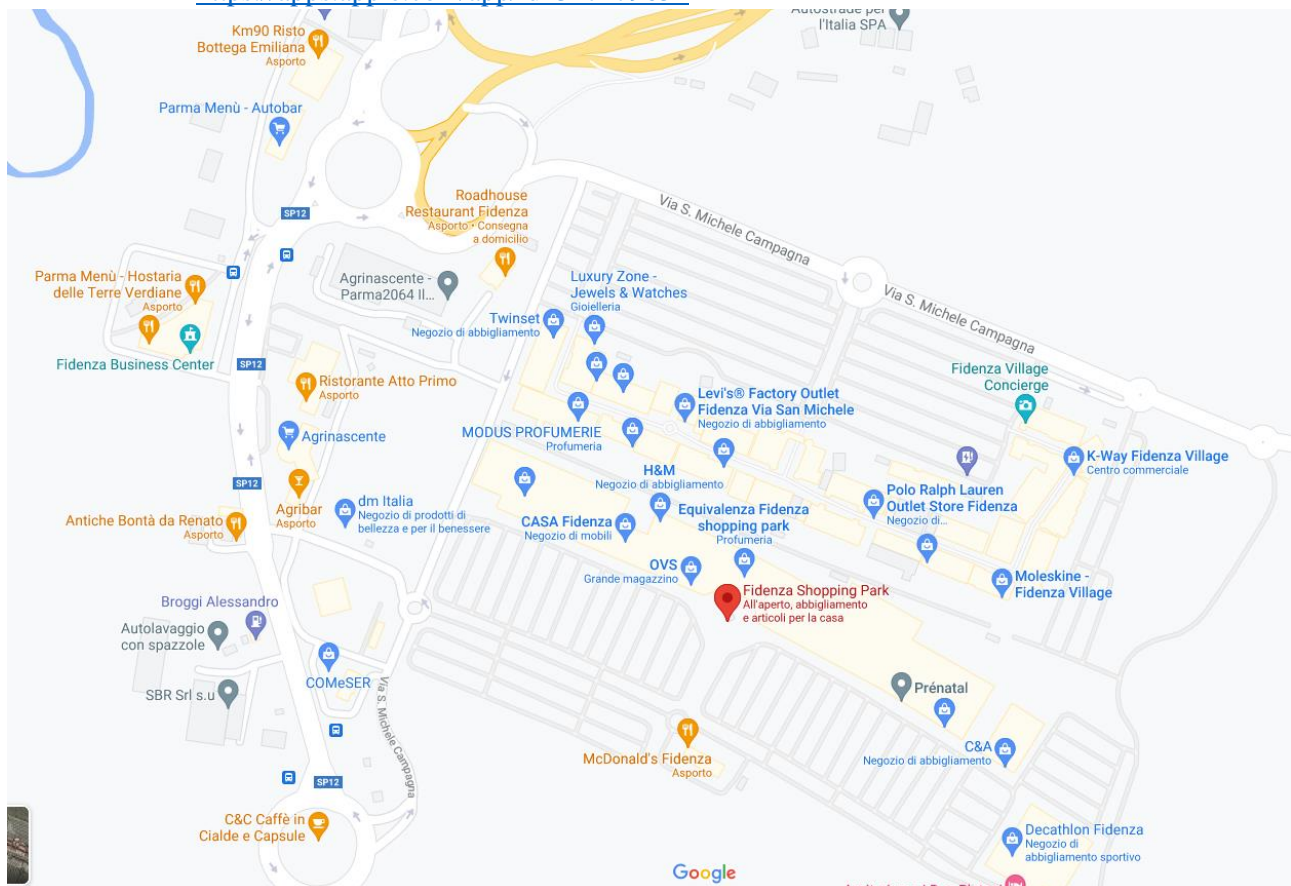 Autostrade per
l'Italia SPA
Km90 Risto
Bottega Emiliana
Asporto
Parma Menù - Autobar
Roadhouse
Restaurant Fidenza
Asporto • Consegna
a domicilio
Via S. Michele Campagna
SP12
Parma Menù - Hostaria
delle Terre Verdiane
Asporto
Agrinascente -
Parma2064 Il...
Luxury Zone -
Jewels & Watches
Gioielleria
Via S. Michele Campagna
Twinset
Negozio di abbigliamento
Fidenza Business Center
SP12
Fidenza Village
Concierge
Ristorante Atto Primo
Asporto
Levi's® Factory Outlet
Fidenza Via San Michele
Negozio di abbigliamento
MODUS PROFUMERIE
Profumeria
Agrinascente
K-Way Fidenza Village
Centro commerciale
H&M
Negozio di abbigliamento
SP12
Polo Ralph Lauren
Outlet Store Fidenza
Negozio di...
Agribar
Asporto
dm Italia
Negozio di prodotti di
bellezza e per il benessere
Equivalenza Fidenza
shopping park
Profumeria
Antiche Bontà da Renato
Asporto
CASA Fidenza
Negozio di mobili
OVS
Grande magazzino
Moleskine -
Fidenza Village
Fidenza Shopping Park
All'aperto, abbigliamento
e articoli per la casa
Broggi Alessandro
Autolavaggio
con spazzole
COMeSER
SBR Srl s.u
Via S. Michele Campagna
Prénatal
McDonald's Fidenza
Asporto
C&A
Negozio di abbigliamento
SP12
C&C Caffè in
Cialde e Capsule
Decathlon Fidenza
Negozio di
abbigliamento sportivo
Google